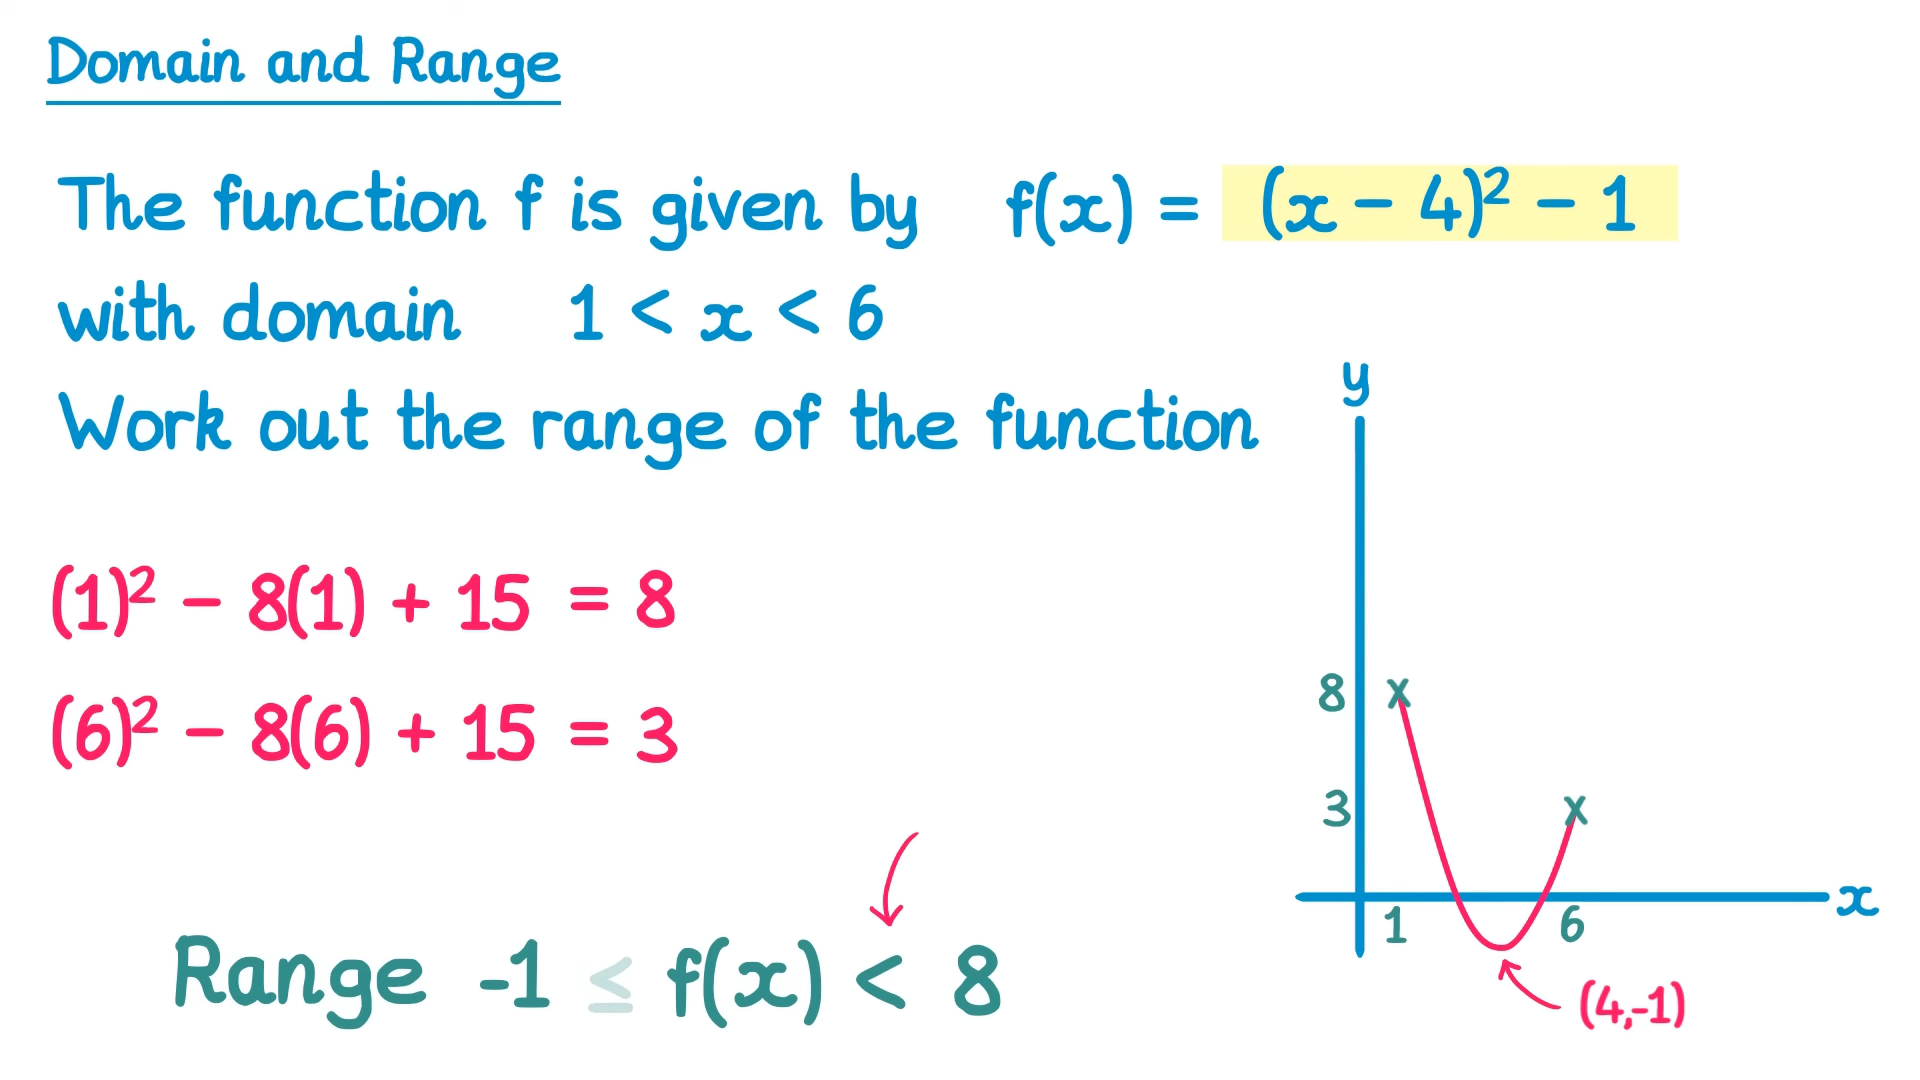 Domain and Range
The function f is given by f(x) = (x – 4)² – 1
with domain 1 < x < 6
Work out the range of the function
(1)² – 8(1) + 15 = 8
(6)² – 8(6) + 15 = 3
Range -1 ≤ f(x) < 8
y
8 x
3 x
x
1 6
(4,-1)